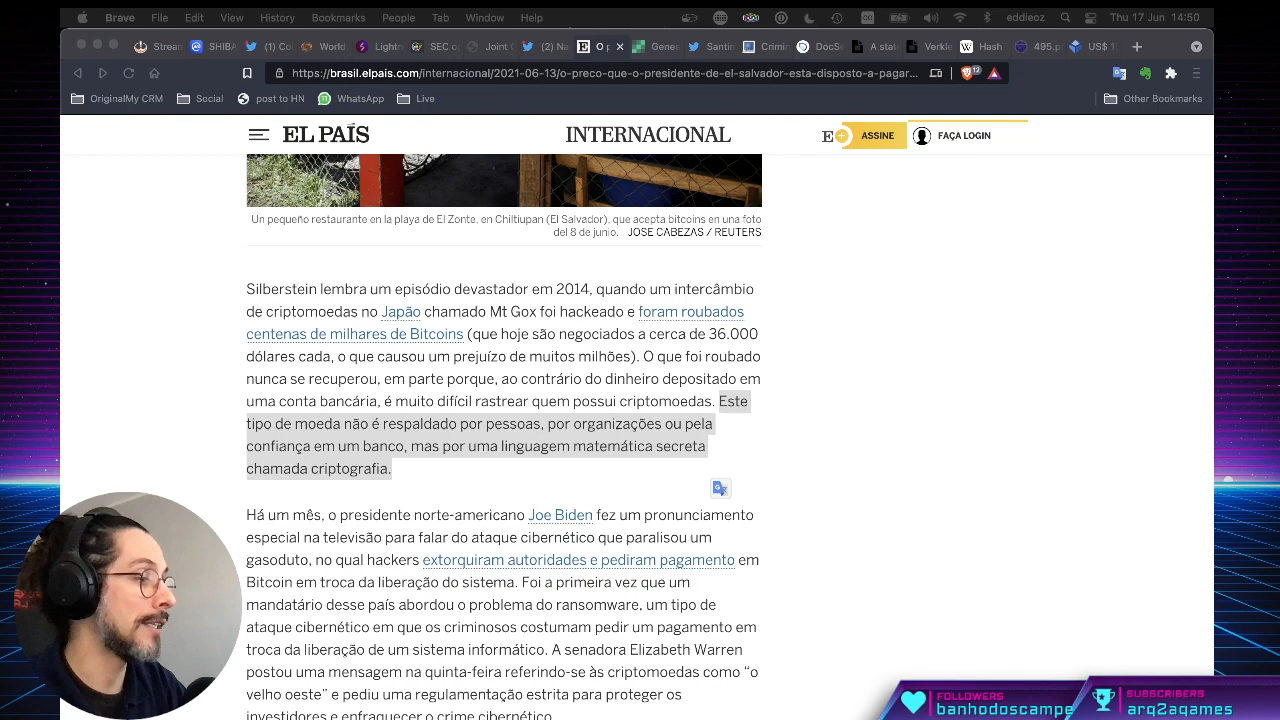 Brave File Edit View History Bookmarks People Tab Window Help eddieoz Thu 17 Jun 14:50
Stream SHIBA (1) Co World Lightn SEC ca Joint C (2) Na O p Genes Santin Crimin DocSe A state Verkle Hash 495.p US$ 1
https://brasil.elpais.com/internacional/2021-06-13/o-preco-que-o-presidente-de-el-salvador-esta-disposto-a-pagar... 12
OriginalMy CRM Social post to HN WhatsApp Live Other Bookmarks
EL PAÍS INTERNACIONAL E+ ASSINE FAÇA LOGIN
Un pequeño restaurante en la playa de El Zonte, en Chiltiupan (El Salvador), que acepta bitcoins en una foto
del 8 de junio. JOSE CABEZAS / REUTERS
Silberstein lembra um episódio devastador em 2014, quando um intercâmbio
de criptomoedas no Japão chamado Mt Gox foi hackeado e foram roubados
centenas de milhares de Bitcoins (que hoje são negociados a cerca de 36.000
dólares cada, o que causou um prejuízo de muitos milhões). O que foi roubado
nunca se recuperou, em parte porque, ao contrário do dinheiro depositado em
uma conta bancária, é muito difícil rastrear quem possui criptomoedas. Este
tipo de moeda não é respaldado por pessoas, por organizações ou pela
confiança em um banco, mas por uma linguagem matemática secreta
chamada criptografia.
Há um mês, o presidente norte-americano Joe Biden fez um pronunciamento
especial na televisão para falar do ataque cibernético que paralisou um
gasoduto, no qual hackers extorquiram autoridades e pediram pagamento em
Bitcoin em troca da liberação do sistema. Foi a primeira vez que um
mandatário desse país abordou o problema do ransomware, um tipo de
ataque cibernético em que os criminosos costumam pedir um pagamento em
troca da liberação de um sistema informático. A senadora Elizabeth Warren
postou uma mensagem na quinta-feira referindo-se às criptomoedas como “o
velho oeste” e pediu uma regulamentação estrita para proteger os
investidores e enfraquecer o crime cibernético.
FOLLOWERS
banhodoscampe
SUBSCRIBERS
arq2agames